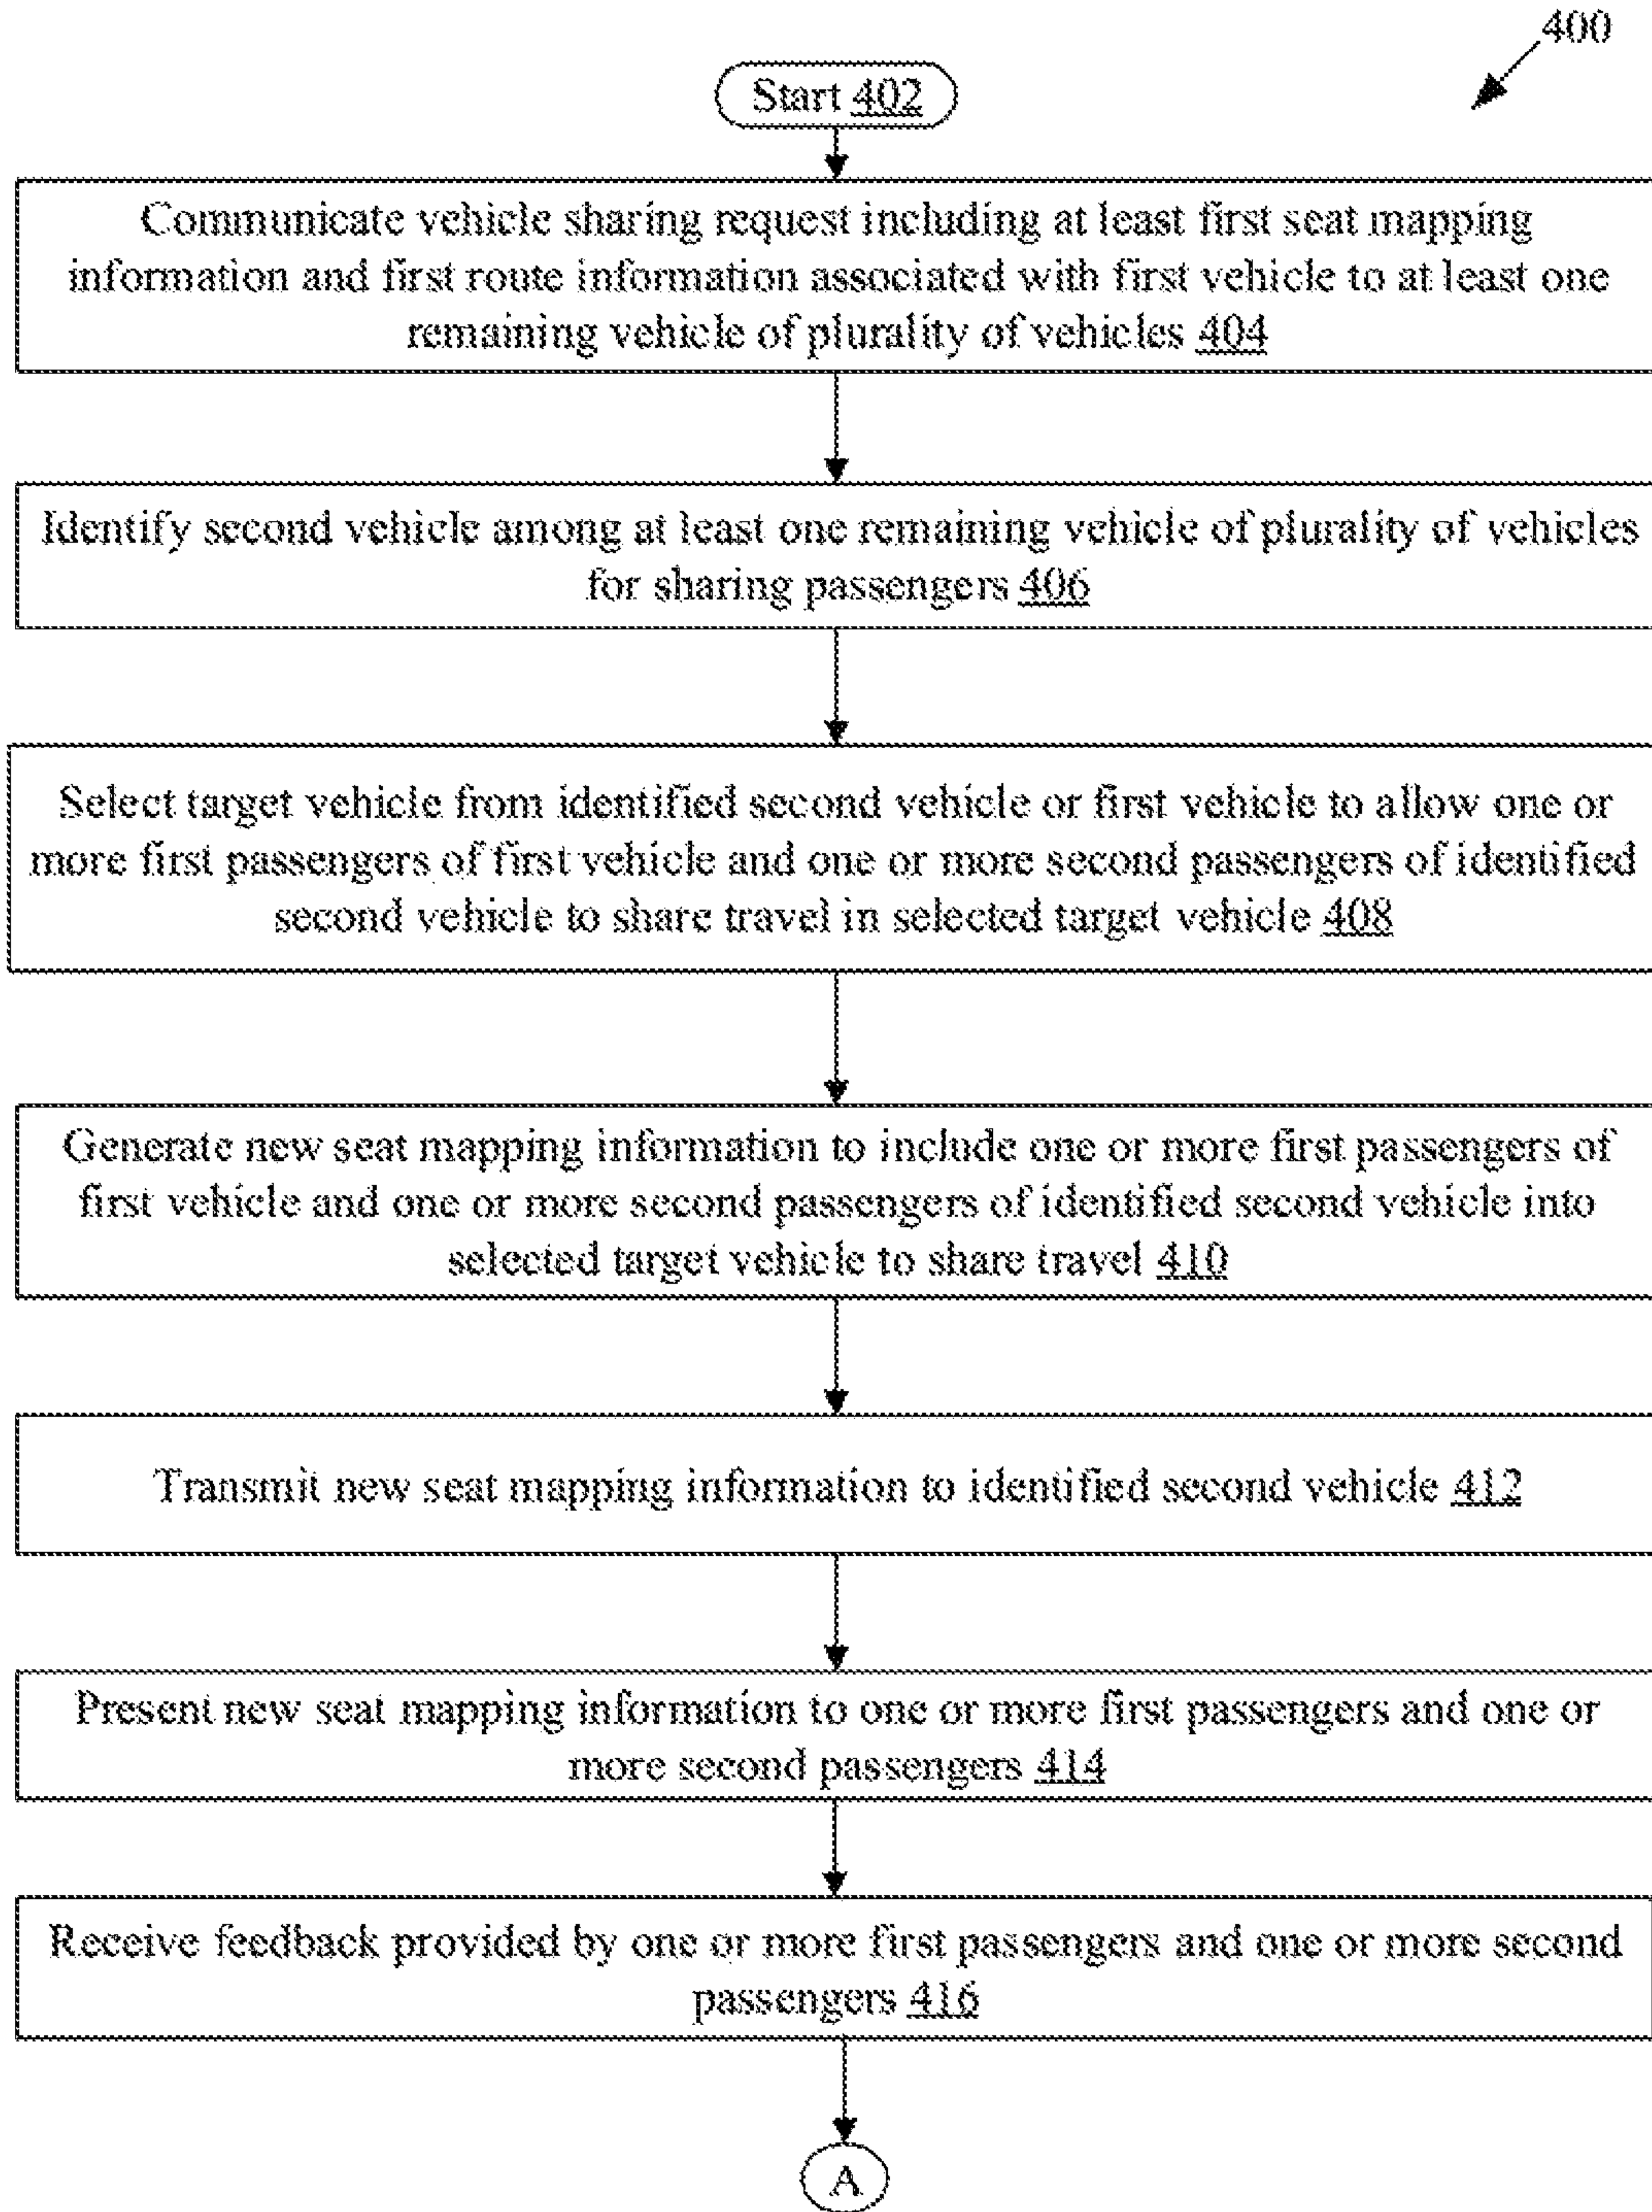 400
Start 402
Communicate vehicle sharing request including at least first seat mapping
information and first route information associated with first vehicle to at least one
remaining vehicle of plurality of vehicles 404
Identify second vehicle among at least one remaining vehicle of plurality of vehicles
for sharing passengers 406
Select target vehicle from identified second vehicle or first vehicle to allow one or
more first passengers of first vehicle and one or more second passengers of identified
second vehicle to share travel in selected target vehicle 408
Generate new seat mapping information to include one or more first passengers of
first vehicle and one or more second passengers of identified second vehicle into
selected target vehicle to share travel 410
Transmit new seat mapping information to identified second vehicle 412
Present new seat mapping information to one or more first passengers and one or
more second passengers 414
Receive feedback provided by one or more first passengers and one or more second
passengers 416
A